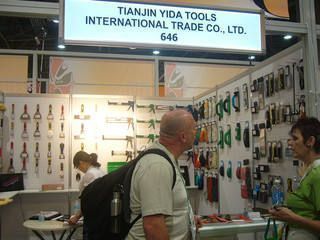 TIANJIN YIDA TOOLS
INTERNATIONAL TRADE CO., LTD.
646